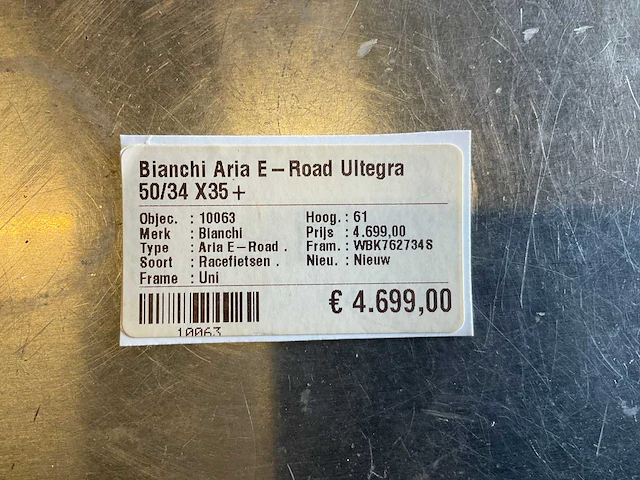 Bianchi Aria E-Road Ultegra
50/34 X35+
Objec. : 10063 Hoog. : 61
Merk : Bianchi Prijs : 4.699,00
Type : Aria E-Road . Fram. : WBK762734S
Soort : Racefietsen . Nieu. : Nieuw
Frame : Uni
€ 4.699,00
10063